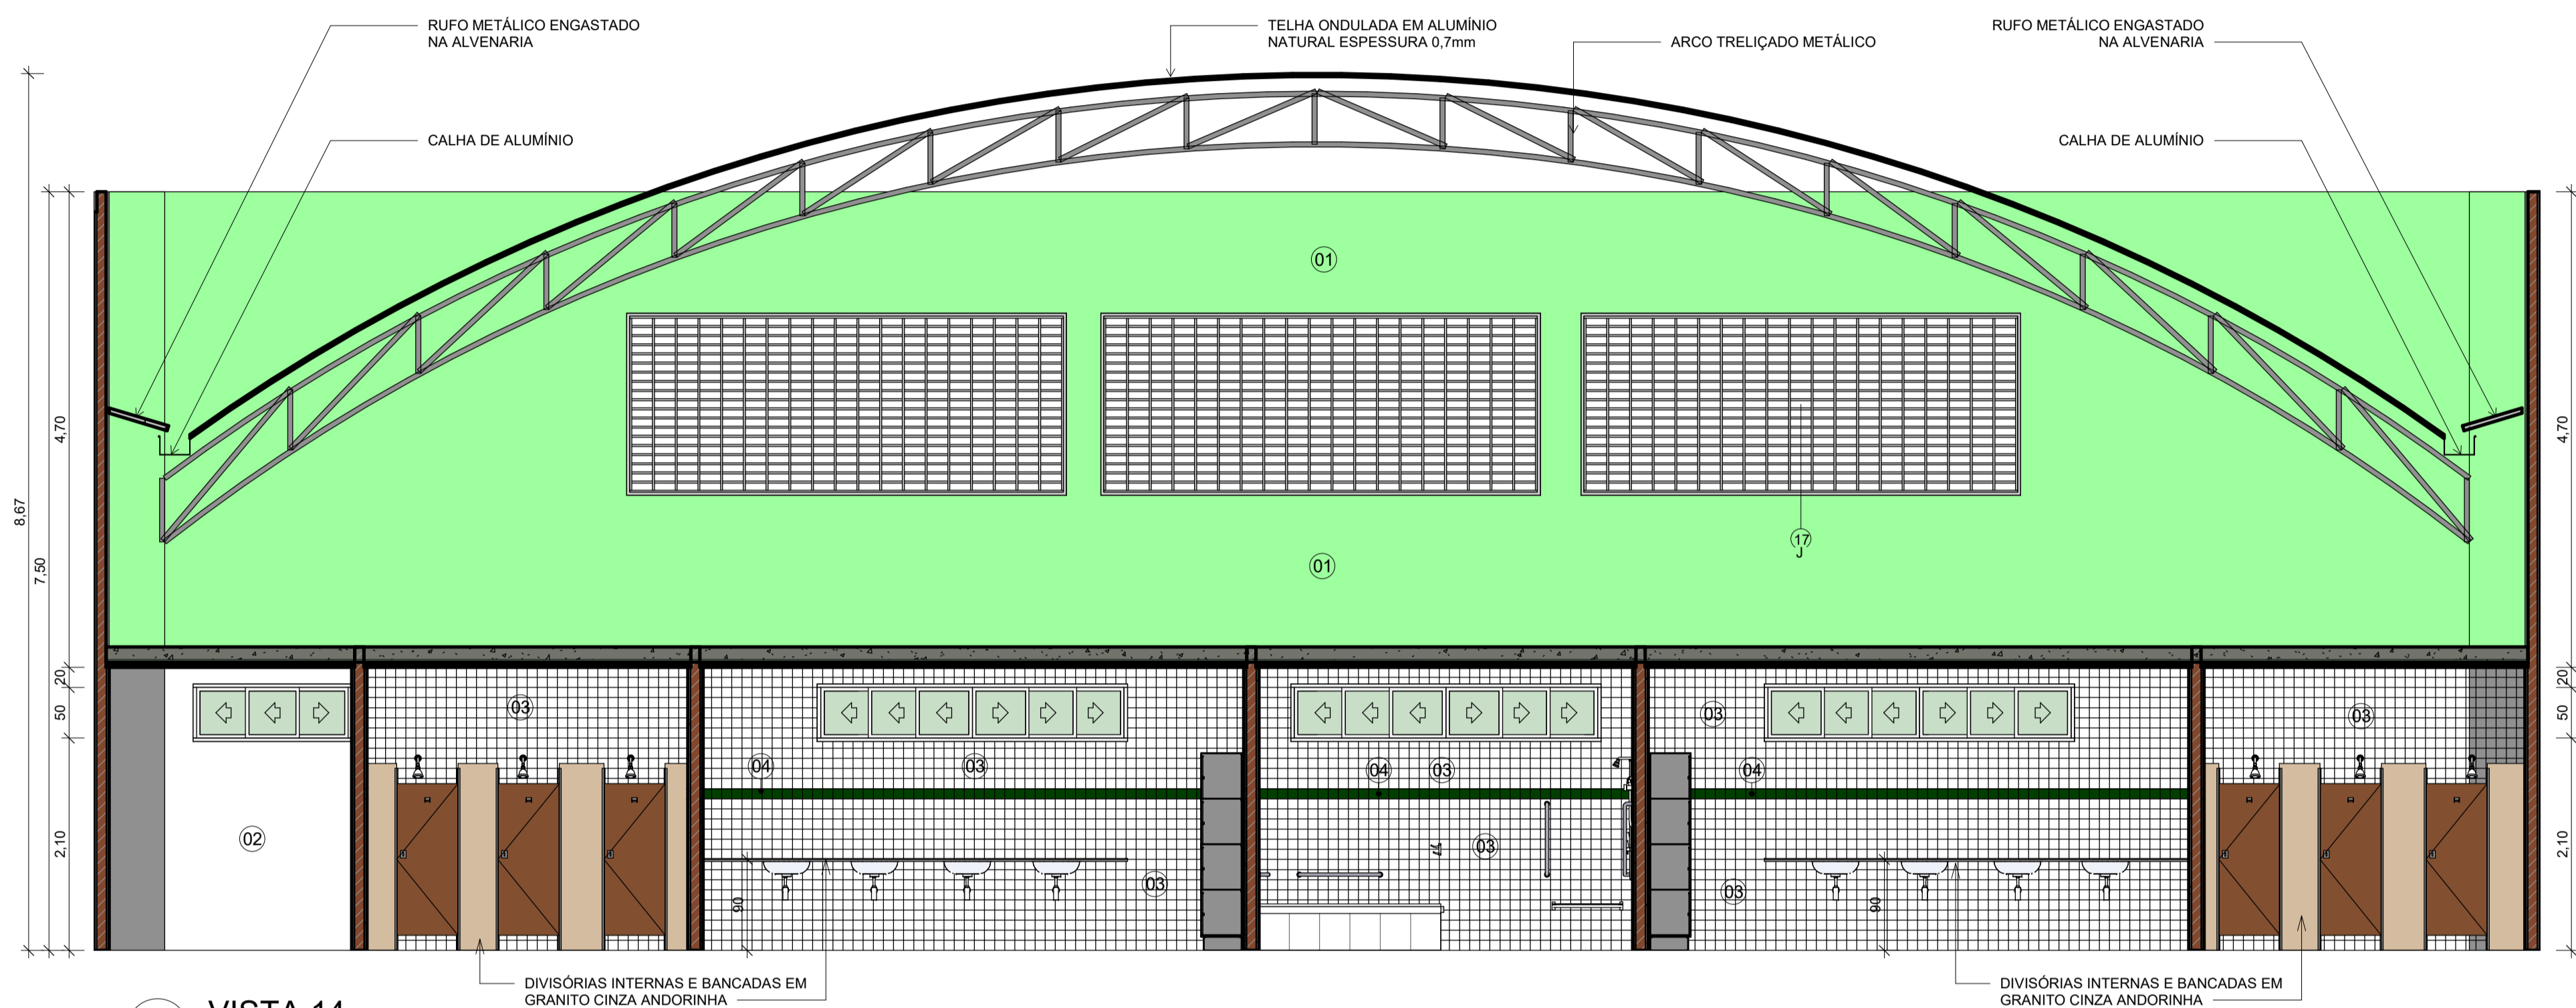 RUFO METÁLICO ENGASTADO
NA ALVENARIA
TELHA ONDULADA EM ALUMÍNIO
NATURAL ESPESSURA 0,7mm
ARCO TRELIÇADO METÁLICO
RUFO METÁLICO ENGASTADO
NA ALVENARIA
CALHA DE ALUMÍNIO
CALHA DE ALUMÍNIO
01
4,70
4,70
8,67
7,50
17
J
01
20
50
2,10
20
50
2,10
03
03
03
04
03
04
03
04
02
03
03
03
90
90
DIVISÓRIAS INTERNAS E BANCADAS EM
GRANITO CINZA ANDORINHA
DIVISÓRIAS INTERNAS E BANCADAS EM
GRANITO CINZA ANDORINHA
VISTA 14